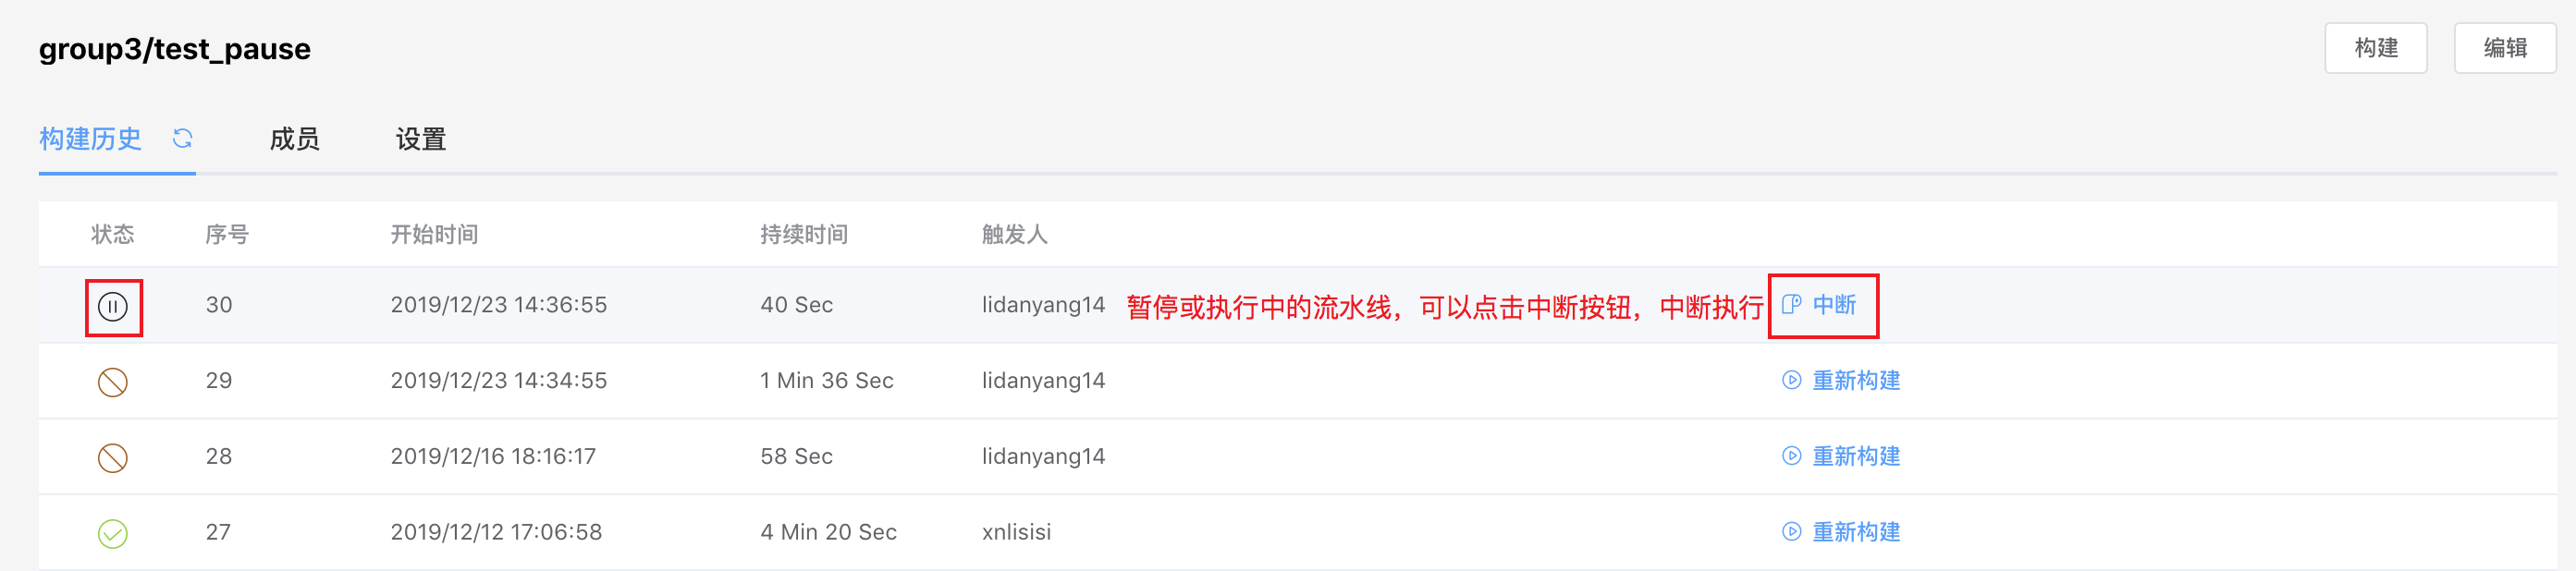 group3/test_pause 构建 编辑
构建历史 成员 设置
状态 序号 开始时间 持续时间 触发人
30 2019/12/23 14:36:55 40 Sec lidanyang14 暂停或执行中的流水线，可以点击中断按钮，中断执行 中断
29 2019/12/23 14:34:55 1 Min 36 Sec lidanyang14 重新构建
28 2019/12/16 18:16:17 58 Sec lidanyang14 重新构建
27 2019/12/12 17:06:58 4 Min 20 Sec xnlisisi 重新构建